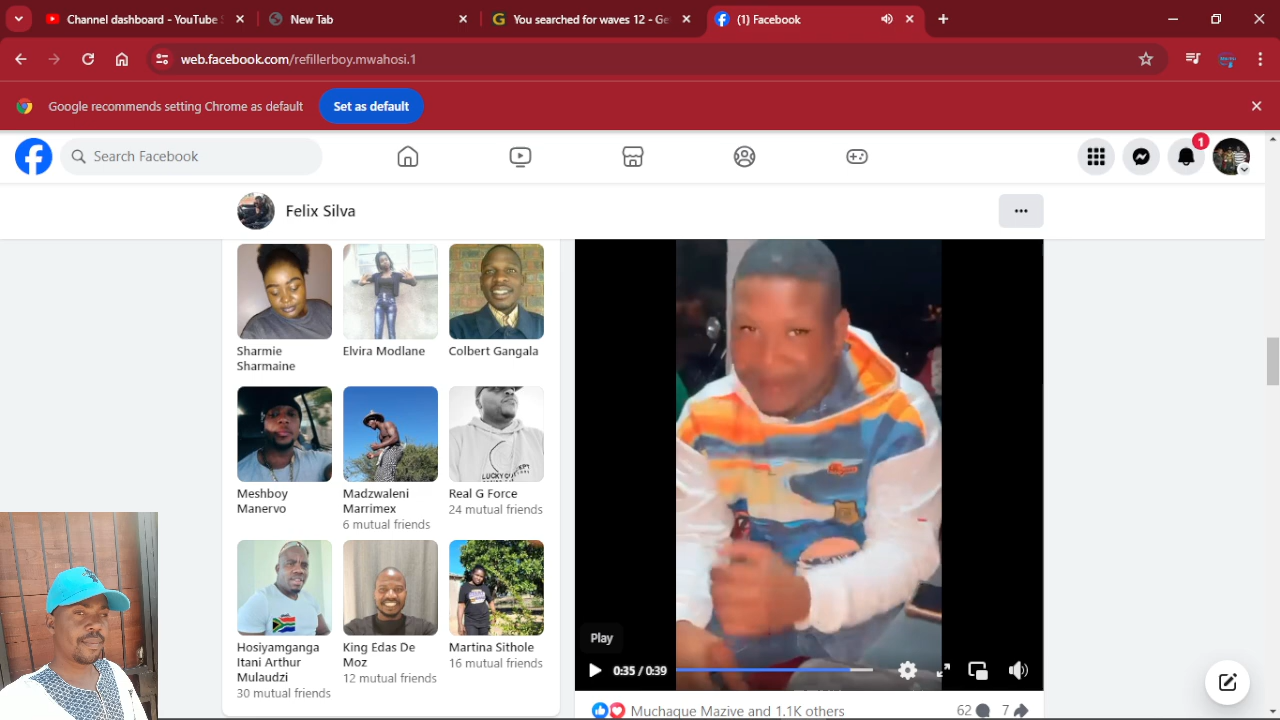 Channel dashboard - YouTube
New Tab
You searched for waves 12 - Ge
(1) Facebook
web.facebook.com/refillerboy.mwahosi.1
Google recommends setting Chrome as default
Set as default
Search Facebook
1
Felix Silva
Sharmie
Sharmaine
Elvira Modlane
Colbert Gangala
Meshboy
Manervo
Madzwaleni
Marrimex
6 mutual friends
Real G Force
24 mutual friends
Hosiyamganga
Itani Arthur
Mulaudzi
30 mutual friends
King Edas De
Moz
12 mutual friends
Martina Sithole
16 mutual friends
Play
0:35 / 0:39
Muchaque Mazive and 1.1K others
62
7